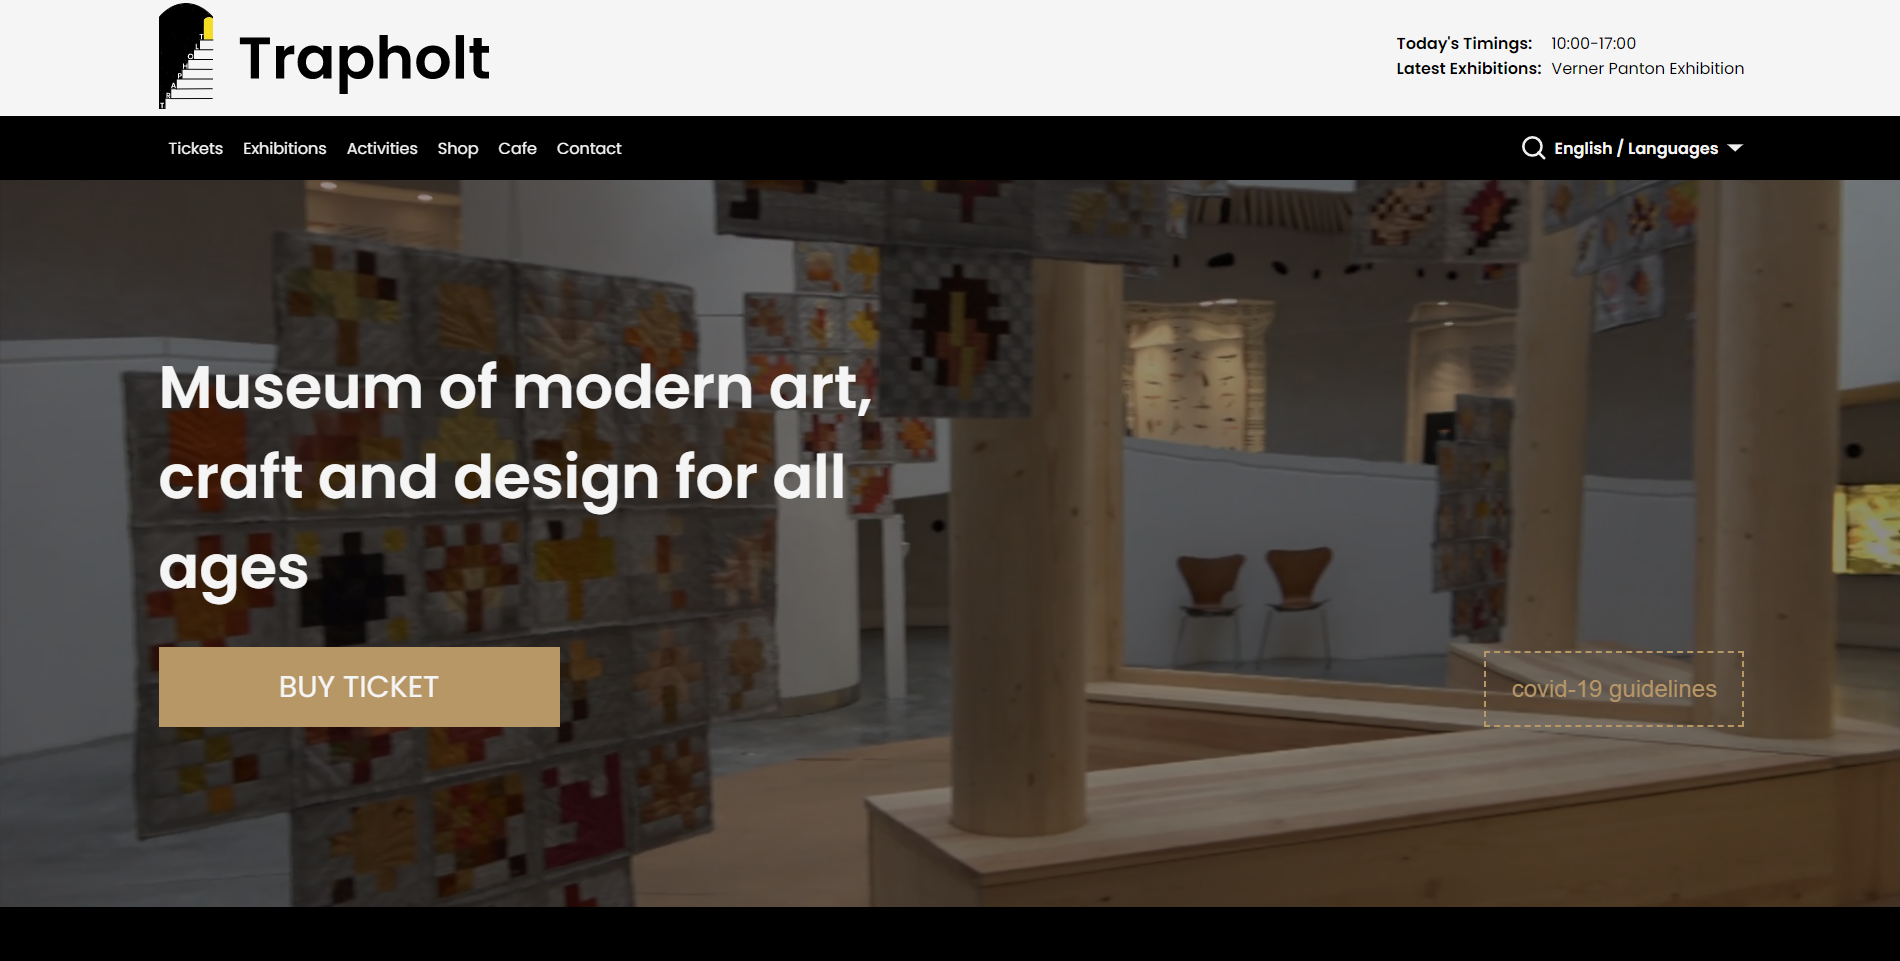 TRAPHOLT
Trapholt
Today's Timings: 10:00-17:00
Latest Exhibitions: Verner Panton Exhibition
Tickets Exhibitions Activities Shop Cafe Contact
English / Languages
Museum of modern art,
craft and design for all
ages
BUY TICKET
covid-19 guidelines